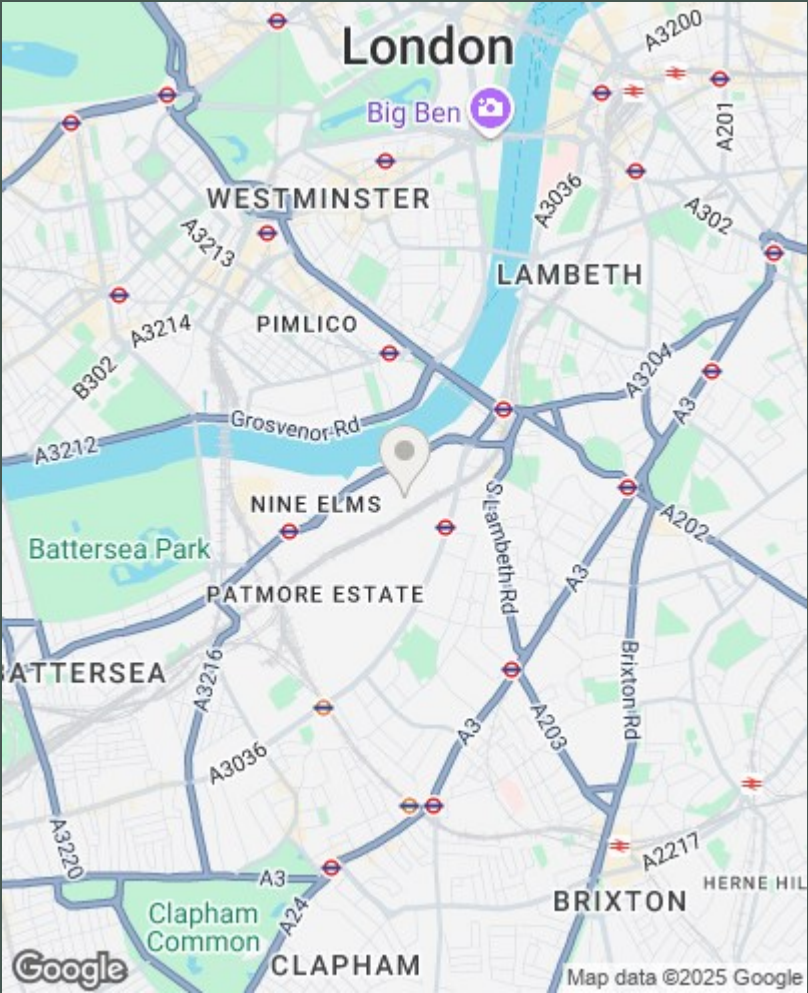 London
A3200
Big Ben
A201
WESTMINSTER
A3036
A302
A3213
LAMBETH
PIMLICO
A3214
B302
A3204
A3
Grosvenor Rd
A3212
NINE ELMS
S Lambeth Rd
A202
Battersea Park
A3
PATMORE ESTATE
BATTERSEA
A3216
Brixton Rd
A3
A203
A3036
A3220
A2217
A3
HERNE HIL
BRIXTON
Clapham
Common
A24
CLAPHAM
Google
Map data ©2025 Google